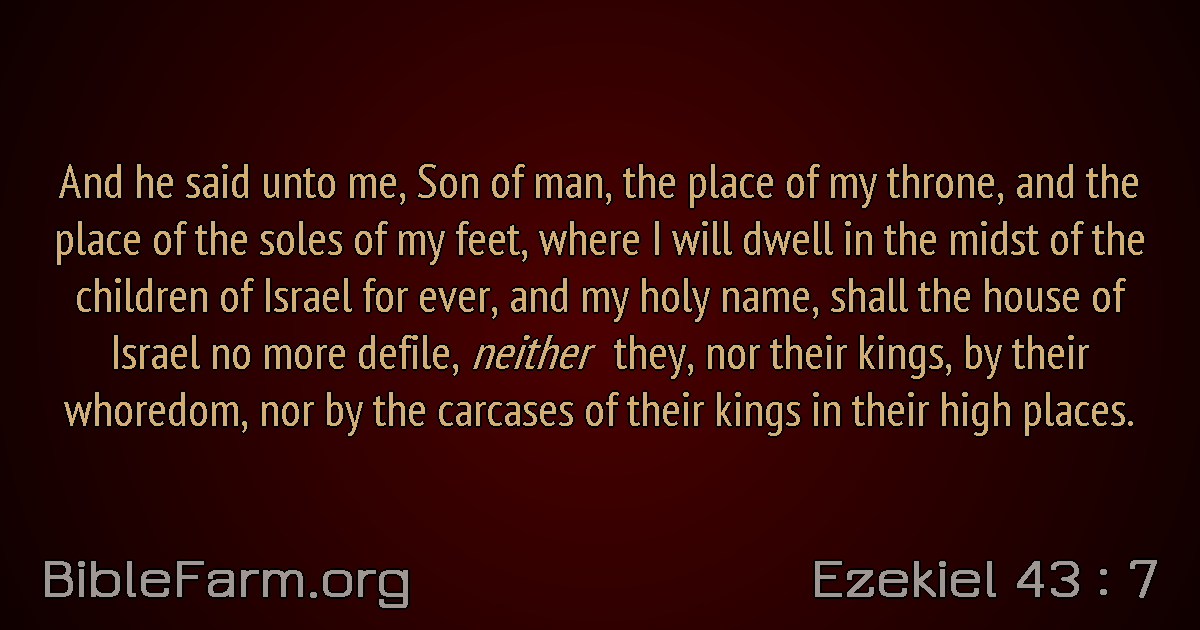 And he said unto me, Son of man, the place of my throne, and the
place of the soles of my feet, where I will dwell in the midst of the
children of Israel for ever, and my holy name, shall the house of
Israel no more defile, neither they, nor their kings, by their
whoredom, nor by the carcases of their kings in their high places.
BibleFarm.org
Ezekiel 43 : 7